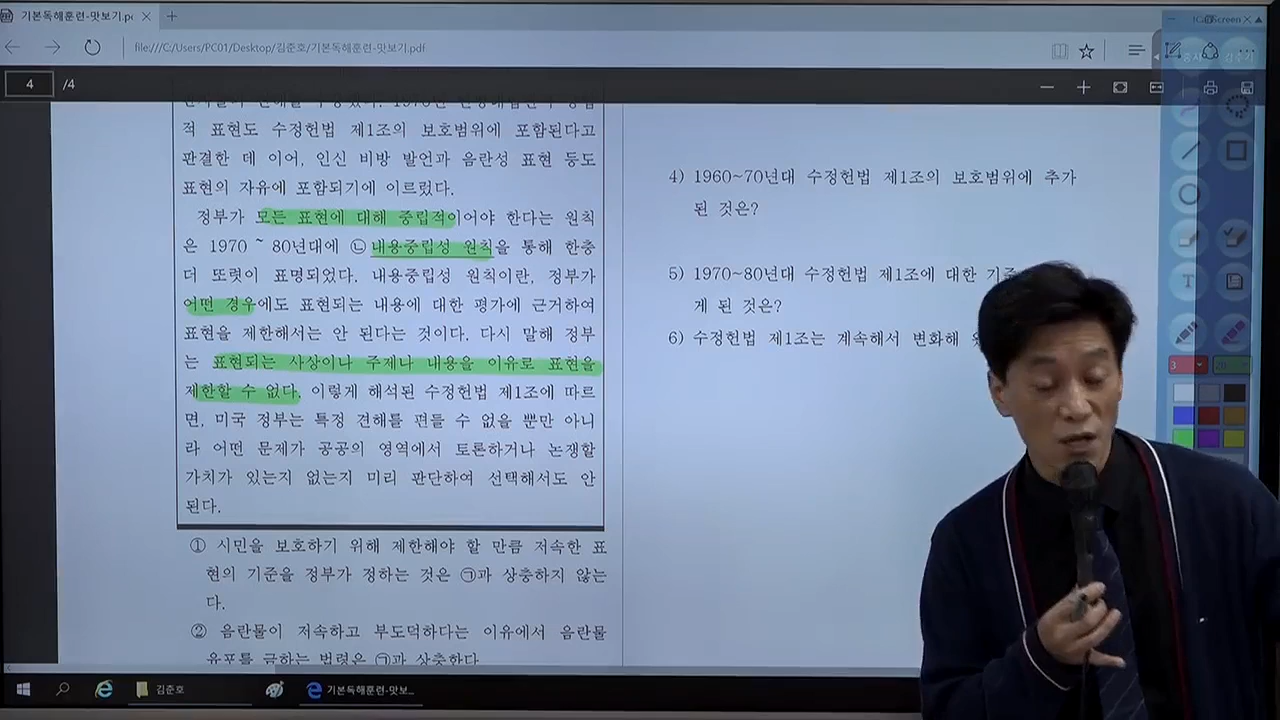 기본독해훈련-맛보기.pc
file:///C:/Users/PC01/Desktop/김준호/기본독해훈련-맛보기.pdf
4 /4
적 표현도 수정헌법 제1조의 보호범위에 포함된다고
판결한 데 이어, 인신 비방 발언과 음란성 표현 등도
표현의 자유에 포함되기에 이르렀다.
정부가 모든 표현에 대해 중립적이어야 한다는 원칙
은 1970 ~ 80년대에 ㉡ 내용중립성 원칙을 통해 한층
더 또렷이 표명되었다. 내용중립성 원칙이란, 정부가
어떤 경우에도 표현되는 내용에 대한 평가에 근거하여
표현을 제한해서는 안 된다는 것이다. 다시 말해 정부
는 표현되는 사상이나 주제나 내용을 이유로 표현을
제한할 수 없다. 이렇게 해석된 수정헌법 제1조에 따르
면, 미국 정부는 특정 견해를 편들 수 없을 뿐만 아니
라 어떤 문제가 공공의 영역에서 토론하거나 논쟁할
가치가 있는지 없는지 미리 판단하여 선택해서도 안
된다.
① 시민을 보호하기 위해 제한해야 할 만큼 저속한 표
현의 기준을 정부가 정하는 것은 ㉠과 상충하지 않는
다.
② 음란물이 저속하고 부도덕하다는 이유에서 음란물
유포를 금하는 법령은 ㉠과 상충한다
4) 1960~70년대 수정헌법 제1조의 보호범위에 추가
된 것은?
5) 1970~80년대 수정헌법 제1조에 대한 기준
게 된 것은?
6) 수정헌법 제1조는 계속해서 변화해
T
3
김준호
기본독해훈련-맛보...